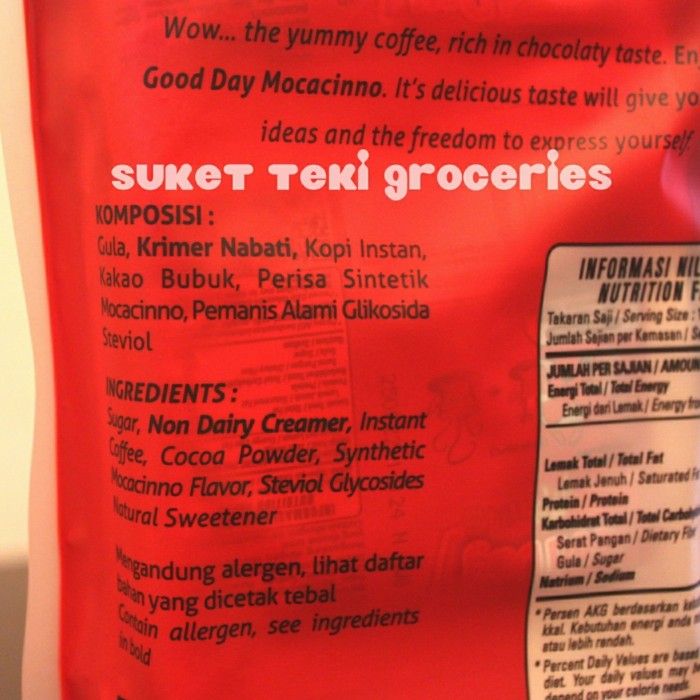 Wow... the yummy coffee, rich in chocolaty taste. En
Good Day Mocacinno. It's delicious taste will give yo
ideas and the freedom to express yourself
SUKET TEKI GROCERIES
KOMPOSISI :
Gula, Krimer Nabati, Kopi Instan,
Kakao Bubuk, Perisa Sintetik
Mocacinno, Pemanis Alami Glikosida
Steviol
INGREDIENTS :
Sugar, Non Dairy Creamer, Instant
Coffee, Cocoa Powder, Synthetic
Mocacinno Flavor, Steviol Glycosides
Natural Sweetener
Mengandung alergen, lihat daftar
bahan yang dicetak tebal
Contain allergen, see ingredients
in bold
INFORMASI NIL
NUTRITION F
Takaran Saji / Serving Size :
Jumlah Sajian per Kemasan / S
JUMLAH PER SAJIAN / AMOUN
Energi Total / Total Energy
Energi dari Lemak / Energy fro
Lemak Total / Total Fat
Lemak Jenuh / Saturated F
Protein / Protein
Karbohidrat Total / Total Carboh
Serat Pangan / Dietary Fib
Gula / Sugar
Natrium / Sodium
* Persen AKG berdasarkan
kkal. Kebutuhan energi anda
atau lebih rendah.
* Percent Daily Values are based
diet. Your daily values may
depend on your calorie needs.